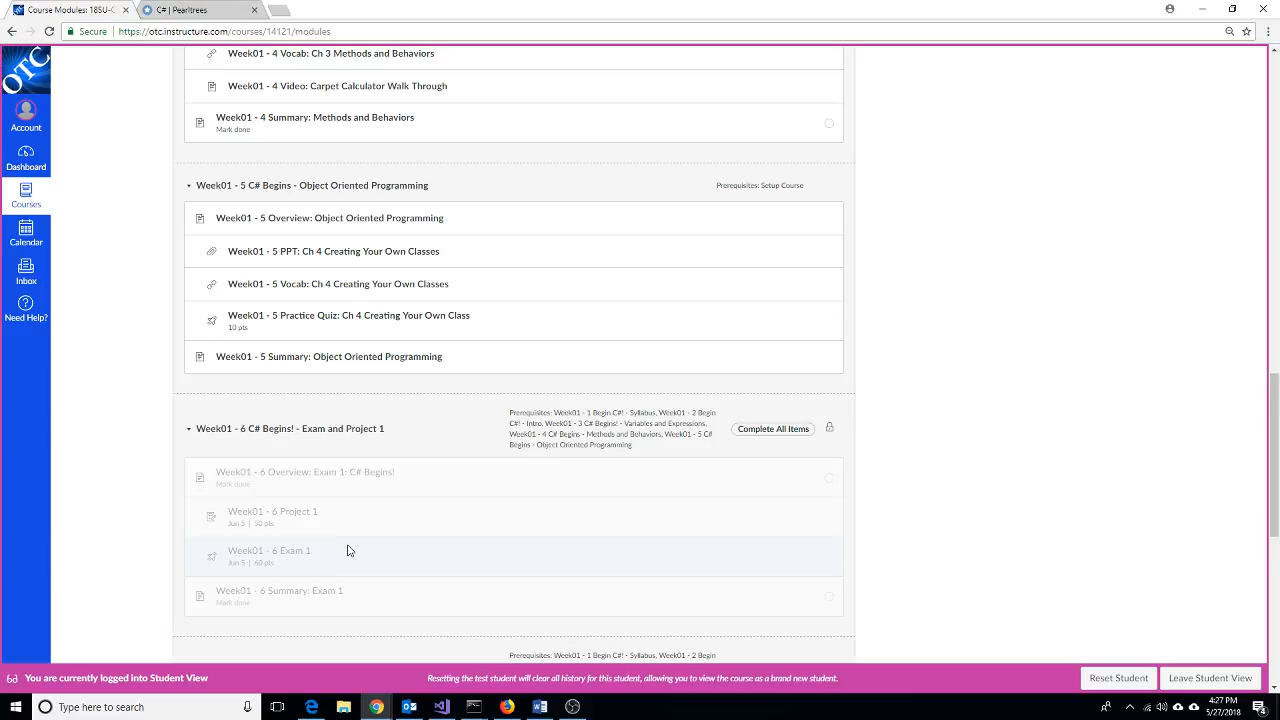 Course Modules: 18SU-C
C# | Pearltrees
Secure
https://otc.instructure.com/courses/14121/modules
OTC
Account
Dashboard
Courses
Calendar
Inbox
Need Help?
Week01 - 4 Vocab: Ch 3 Methods and Behaviors
Week01 - 4 Video: Carpet Calculator Walk Through
Week01 - 4 Summary: Methods and Behaviors
Mark done
Week01 - 5 C# Begins - Object Oriented Programming
Prerequisites: Setup Course
Week01 - 5 Overview: Object Oriented Programming
Week01 - 5 PPT: Ch 4 Creating Your Own Classes
Week01 - 5 Vocab: Ch 4 Creating Your Own Classes
Week01 - 5 Practice Quiz: Ch 4 Creating Your Own Class
10 pts
Week01 - 5 Summary: Object Oriented Programming
Week01 - 6 C# Begins! - Exam and Project 1
Prerequisites: Week01 - 1 Begin C#! - Syllabus, Week01 - 2 Begin
C#! - Intro, Week01 - 3 C# Begins! - Variables and Expressions,
Week01 - 4 C# Begins - Methods and Behaviors, Week01 - 5 C#
Begins - Object Oriented Programming
Complete All Items
Week01 - 6 Overview: Exam 1: C# Begins!
Mark done
Week01 - 6 Project 1
Jun 5 | 50 pts
Week01 - 6 Exam 1
Jun 5 | 60 pts
Week01 - 6 Summary: Exam 1
Mark done
Prerequisites: Week01 - 1 Begin C#! - Syllabus, Week01 - 2 Begin
You are currently logged into Student View
Resetting the test student will clear all history for this student, allowing you to view the course as a brand new student.
Reset Student
Leave Student View
Type here to search
4:27 PM
5/27/2018